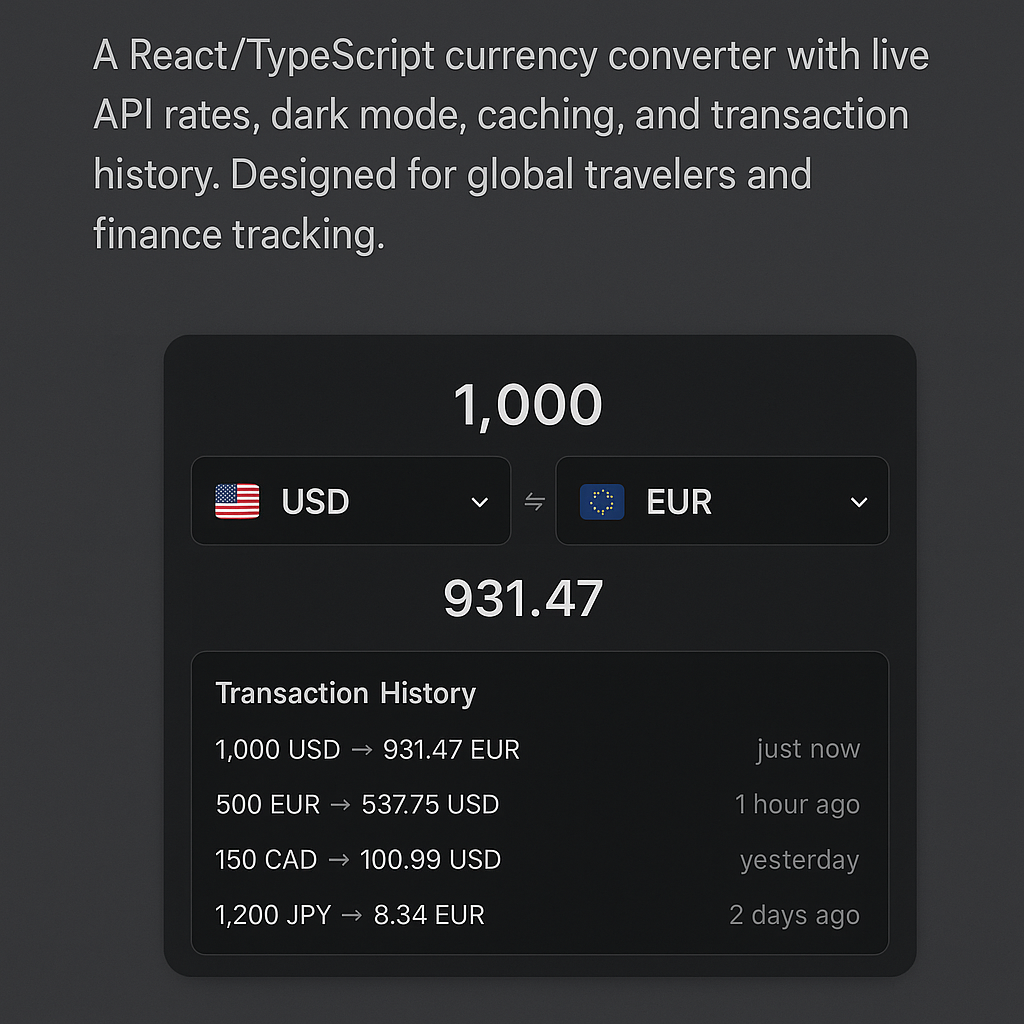 A React/TypeScript currency converter with live
API rates, dark mode, caching, and transaction
history. Designed for global travelers and
finance tracking.
1,000
USD
EUR
931.47
Transaction History
1,000 USD → 931.47 EUR just now
500 EUR → 537.75 USD 1 hour ago
150 CAD → 100.99 USD yesterday
1,200 JPY → 8.34 EUR 2 days ago